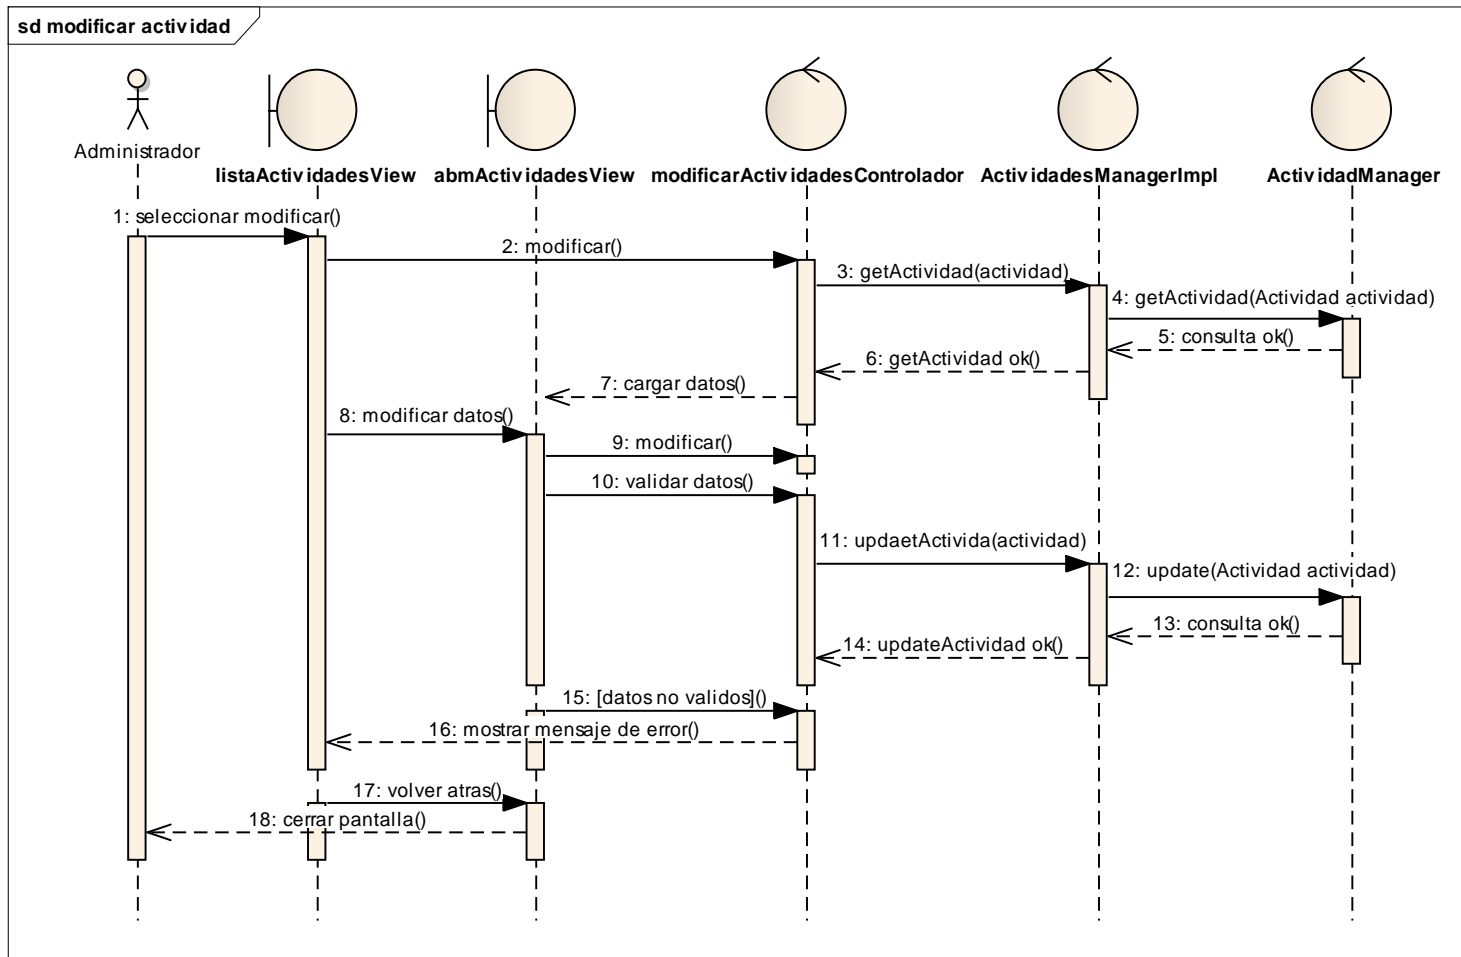 sd modificar actividad
Administrador
listaActividadesView
abmActividadesView
modificarActividadesControlador
ActividadesManagerImpl
ActividadManager
1: seleccionar modificar()
2: modificar()
3: getActividad(actividad)
4: getActividad(Actividad actividad)
5: consulta ok()
6: getActividad ok()
7: cargar datos()
8: modificar datos()
9: modificar()
10: validar datos()
11: updaetActivida(actividad)
12: update(Actividad actividad)
13: consulta ok()
14: updateActividad ok()
15: [datos no validos]()
16: mostrar mensaje de error()
17: volver atras()
18: cerrar pantalla()